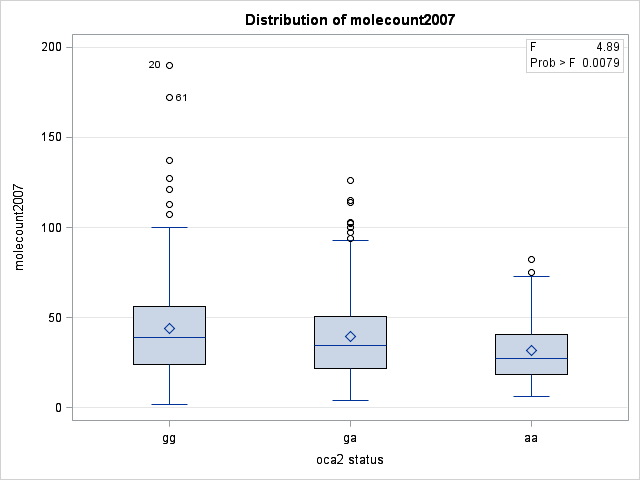 Distribution of molecount2007
F 4.89
Prob > F 0.0079
200
150
100
50
0
molecount2007
20
61
gg
ga
aa
oca2 status